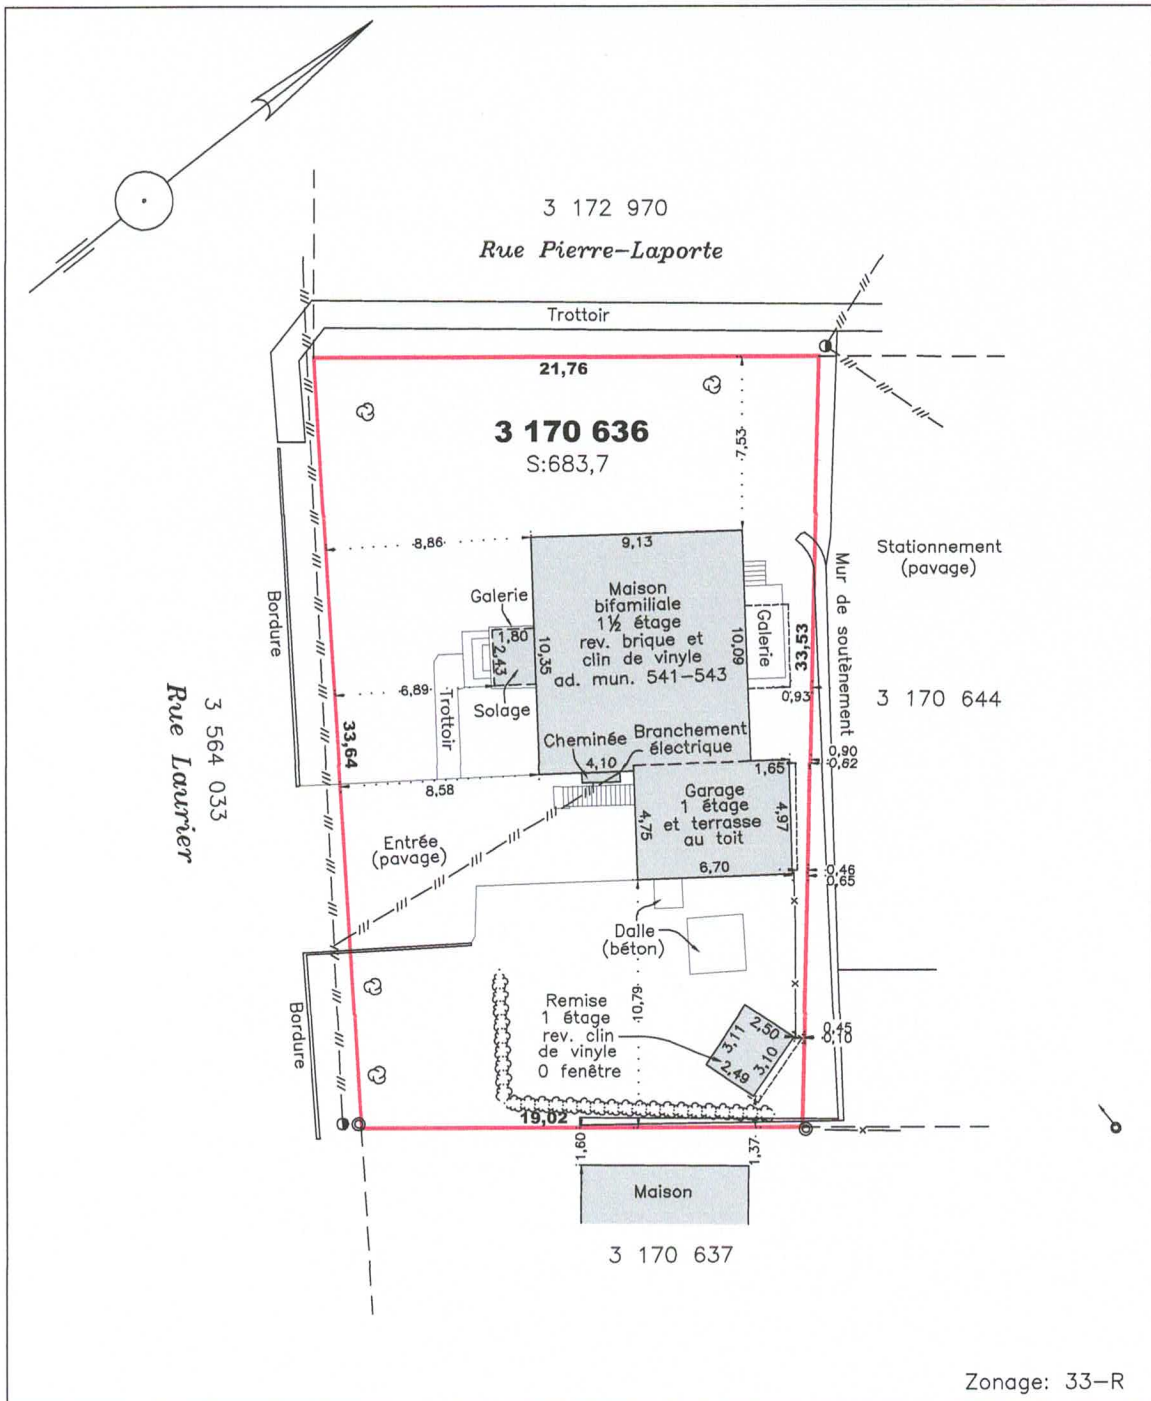 3 172 970
Rue Pierre-Laporte
Trottoir
21,76
3 170 636
S:683,7
7,53
8,86
9,13
Stationnement
(pavage)
Mur de soutènement
Bordure
Galerie
1,80
2,43
10,35
Maison
bifamiliale
1½ étage
rev. brique et
clin de vinyle
ad. mun. 541-543
10,09
Galerie
33,53
6,89
Trottoir
Solage
0,93
3 170 644
3 564 033
Rue Laurier
33,64
Cheminée
Branchement
électrique
4,10
8,58
1,65
0,90
0,62
Garage
1 étage
et terrasse
au toit
4,75
4,97
6,70
Entrée
(pavage)
0,46
0,65
Dalle
(béton)
10,79
Bordure
Remise
1 étage
rev. clin
de vinyle
0 fenêtre
2,50
3,11
3,10
2,49
0,45
0,10
19,02
1,60
1,37
Maison
3 170 637
Zonage: 33-R